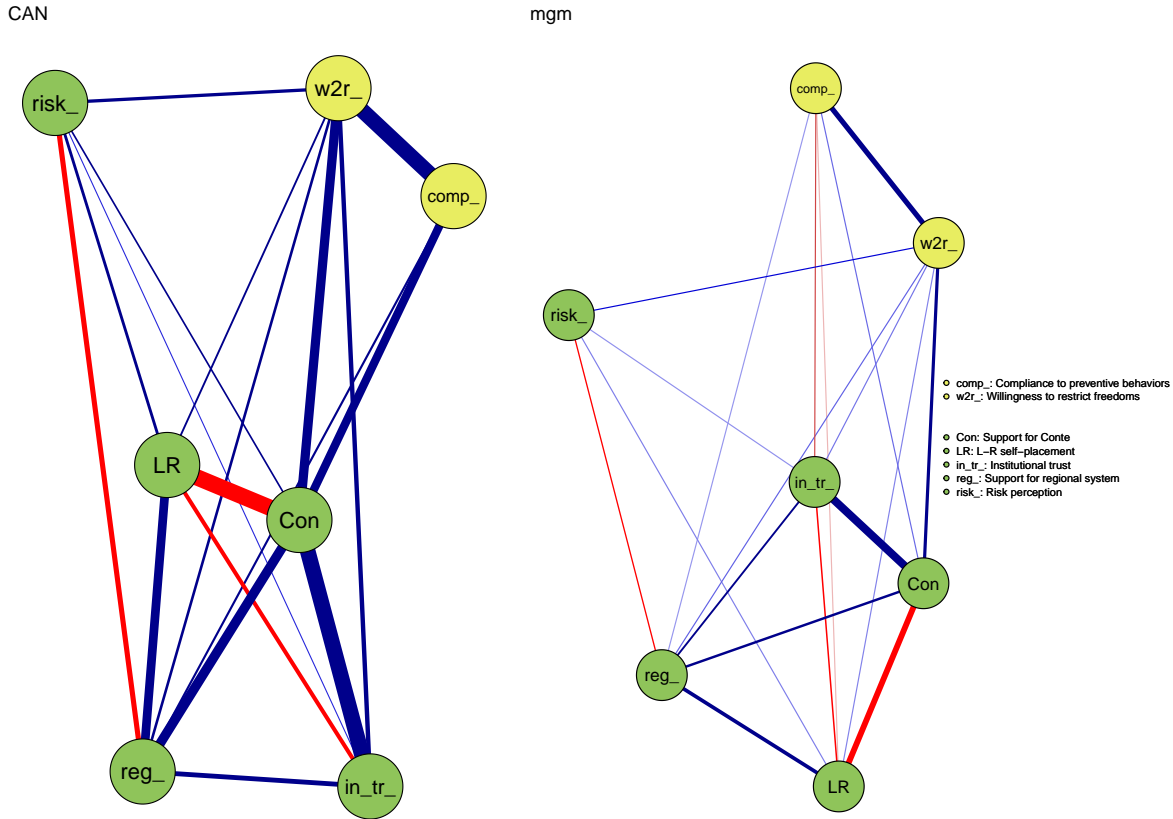 CAN
mgm
risk_
w2r_
comp_
LR
Con
reg_
in_tr_
comp_
w2r_
risk_
in_tr_
Con
reg_
LR
comp_: Compliance to preventive behaviors
w2r_: Willingness to restrict freedoms
Con: Support for Conte
LR: L−R self−placement
in_tr_: Institutional trust
reg_: Support for regional system
risk_: Risk perception